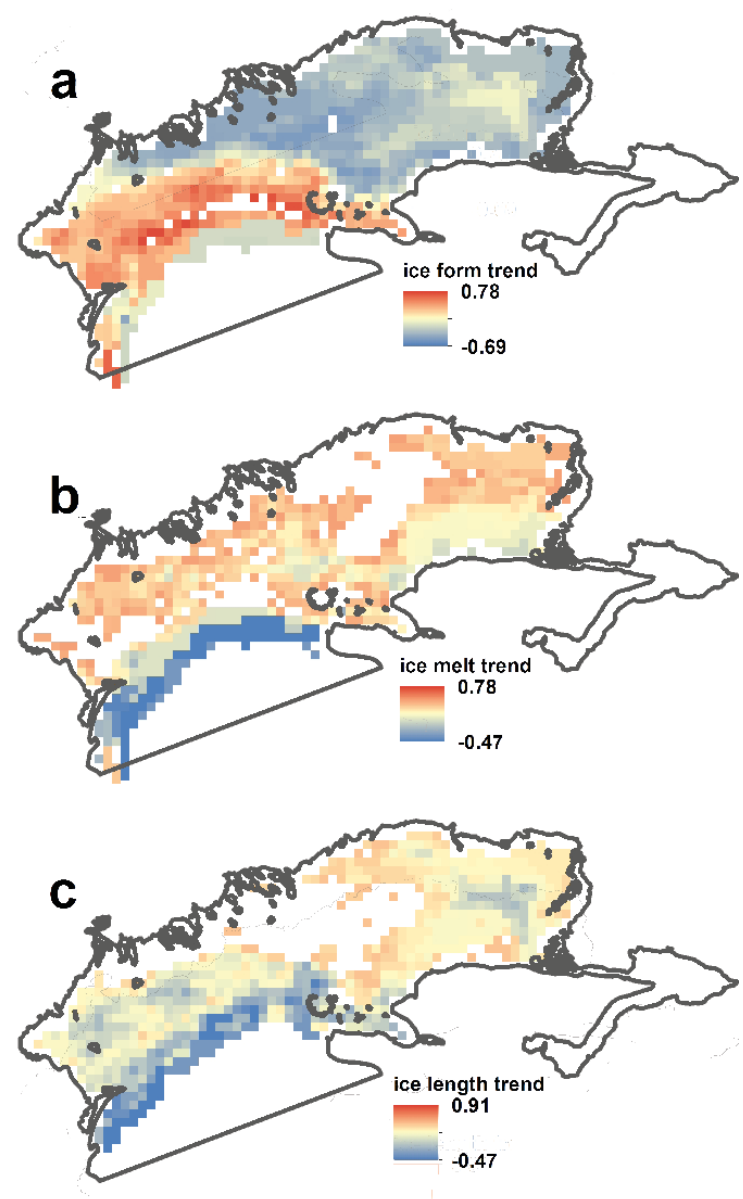 a
ice form trend
0.78
-0.69
b
ice melt trend
0.78
-0.47
c
ice length trend
0.91
-0.47